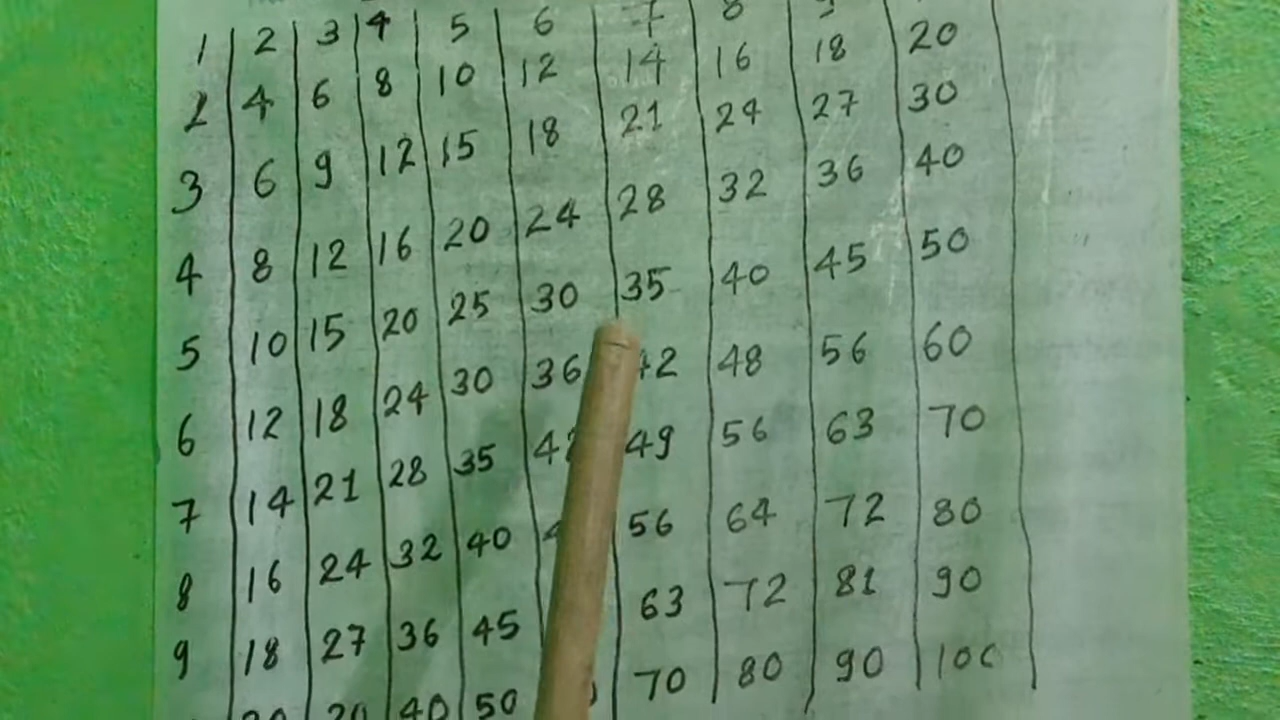 1 2 3 4 5 6 7 8 9
2 4 6 8 10 12 14 16 18 20
3 6 9 12 15 18 21 24 27 30
4 8 12 16 20 24 28 32 36 40
5 10 15 20 25 30 35 40 45 50
6 12 18 24 30 36 42 48 56 60
7 14 21 28 35 49 56 63 70
8 16 24 32 40 56 64 72 80
9 18 27 36 45 63 72 81 90
40 50 70 80 90 100